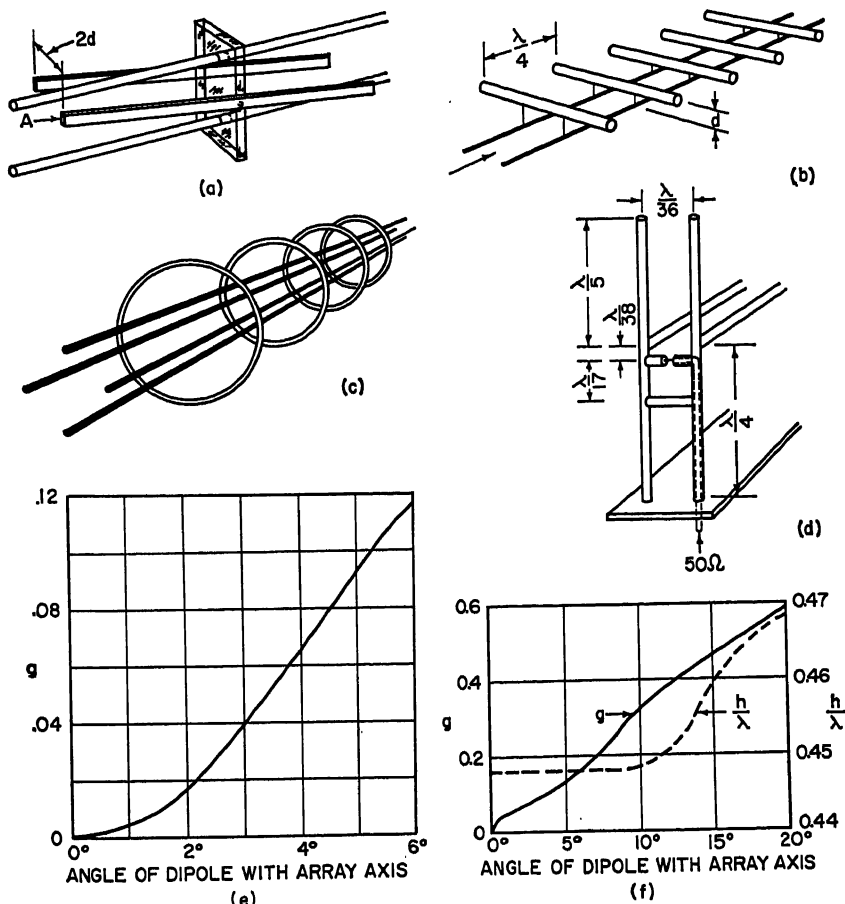 2d
A
(a)
λ/4
d
(b)
(c)
λ/36
λ/5
λ/38
λ/17
λ/4
(d)
50Ω
.12
.08
g
.04
0
0° 2° 4° 6°
ANGLE OF DIPOLE WITH ARRAY AXIS
(e)
0.6 0.47
0.4 0.46
g g h/λ h/λ
0.2 0.45
0 0.44
0° 5° 10° 15° 20°
ANGLE OF DIPOLE WITH ARRAY AXIS
(f)